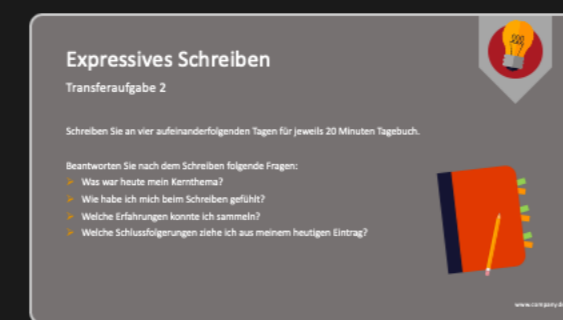 Expressives Schreiben
Transferaufgabe 2
Schreiben Sie an vier aufeinanderfolgenden Tagen für jeweils 20 Minuten Tagebuch.
Beantworten Sie nach dem Schreiben folgende Fragen:
Was war heute mein Kernthema?
Wie habe ich mich beim Schreiben gefühlt?
Welche Erfahrungen konnte ich sammeln?
Welche Schlussfolgerungen ziehe ich aus meinem heutigen Eintrag?